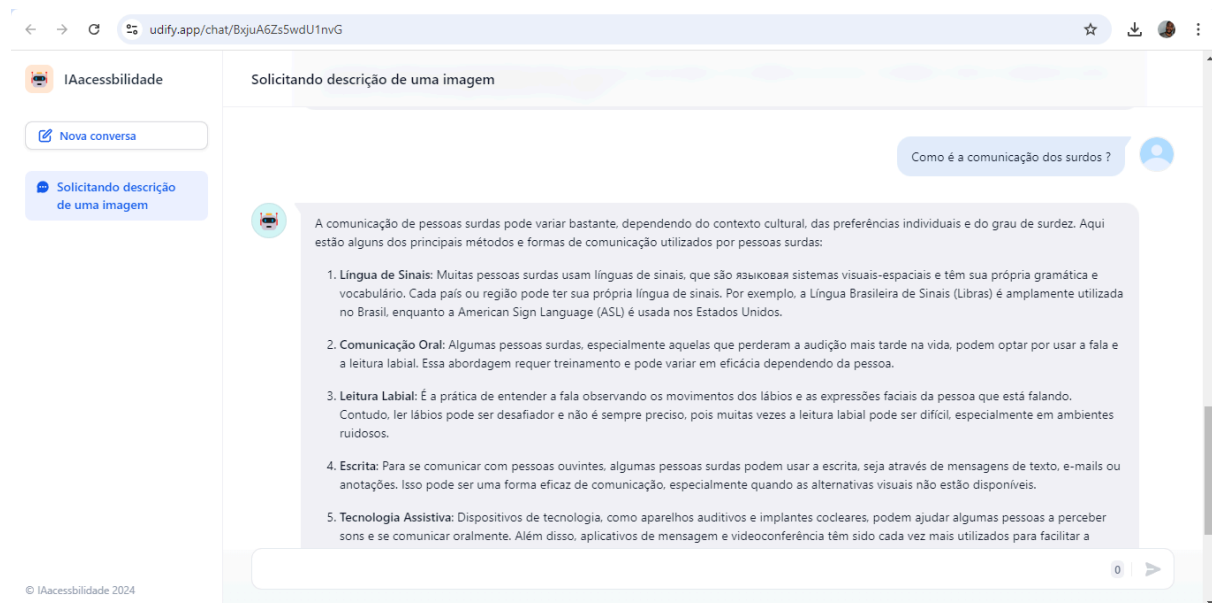 udify.app/chat/BxjuA6Zs5wdU1nvG
IAacessbilidade
Solicitando descrição de uma imagem
Nova conversa
Solicitando descrição
de uma imagem
Como é a comunicação dos surdos ?
A comunicação de pessoas surdas pode variar bastante, dependendo do contexto cultural, das preferências individuais e do grau de surdez. Aqui
estão alguns dos principais métodos e formas de comunicação utilizados por pessoas surdas:
1. Língua de Sinais: Muitas pessoas surdas usam línguas de sinais, que são языковая sistemas visuais-espaciais e têm sua própria gramática e
vocabulário. Cada país ou região pode ter sua própria língua de sinais. Por exemplo, a Língua Brasileira de Sinais (Libras) é amplamente utilizada
no Brasil, enquanto a American Sign Language (ASL) é usada nos Estados Unidos.
2. Comunicação Oral: Algumas pessoas surdas, especialmente aquelas que perderam a audição mais tarde na vida, podem optar por usar a fala e
a leitura labial. Essa abordagem requer treinamento e pode variar em eficácia dependendo da pessoa.
3. Leitura Labial: É a prática de entender a fala observando os movimentos dos lábios e as expressões faciais da pessoa que está falando.
Contudo, ler lábios pode ser desafiador e não é sempre preciso, pois muitas vezes a leitura labial pode ser difícil, especialmente em ambientes
ruidosos.
4. Escrita: Para se comunicar com pessoas ouvintes, algumas pessoas surdas podem usar a escrita, seja através de mensagens de texto, e-mails ou
anotações. Isso pode ser uma forma eficaz de comunicação, especialmente quando as alternativas visuais não estão disponíveis.
5. Tecnologia Assistiva: Dispositivos de tecnologia, como aparelhos auditivos e implantes cocleares, podem ajudar algumas pessoas a perceber
sons e se comunicar oralmente. Além disso, aplicativos de mensagem e videoconferência têm sido cada vez mais utilizados para facilitar a
0
© IAacessbilidade 2024